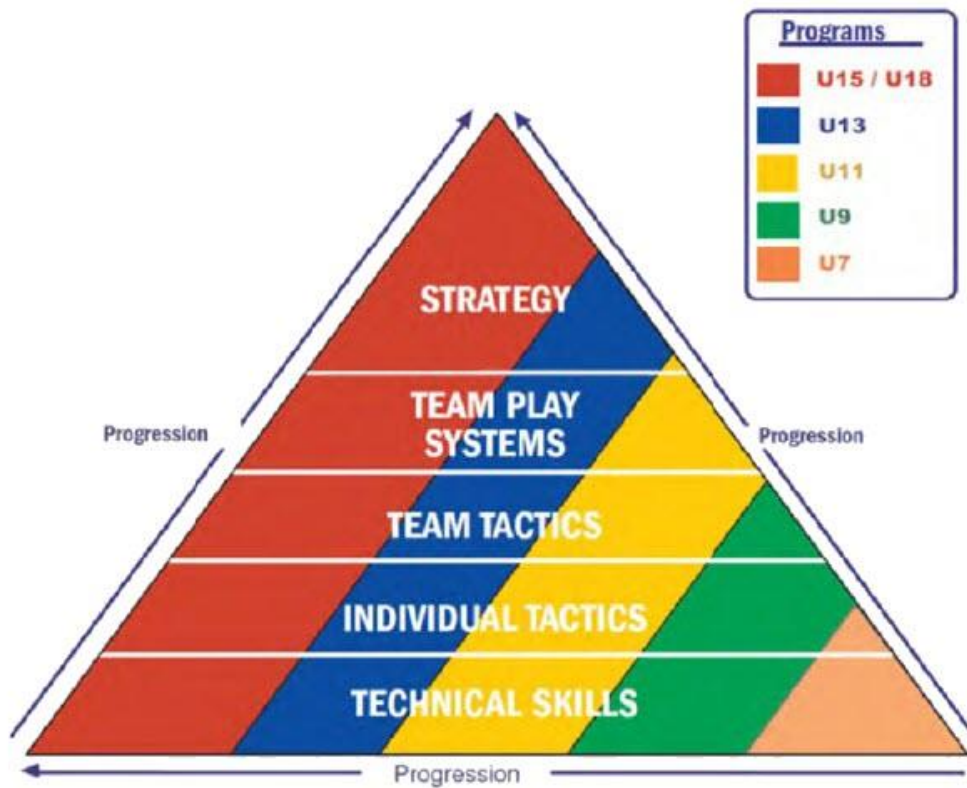 Programs
U15 / U18
U13
U11
U9
U7
STRATEGY
TEAM PLAY
SYSTEMS
Progression
Progression
TEAM TACTICS
INDIVIDUAL TACTICS
TECHNICAL SKILLS
Progression